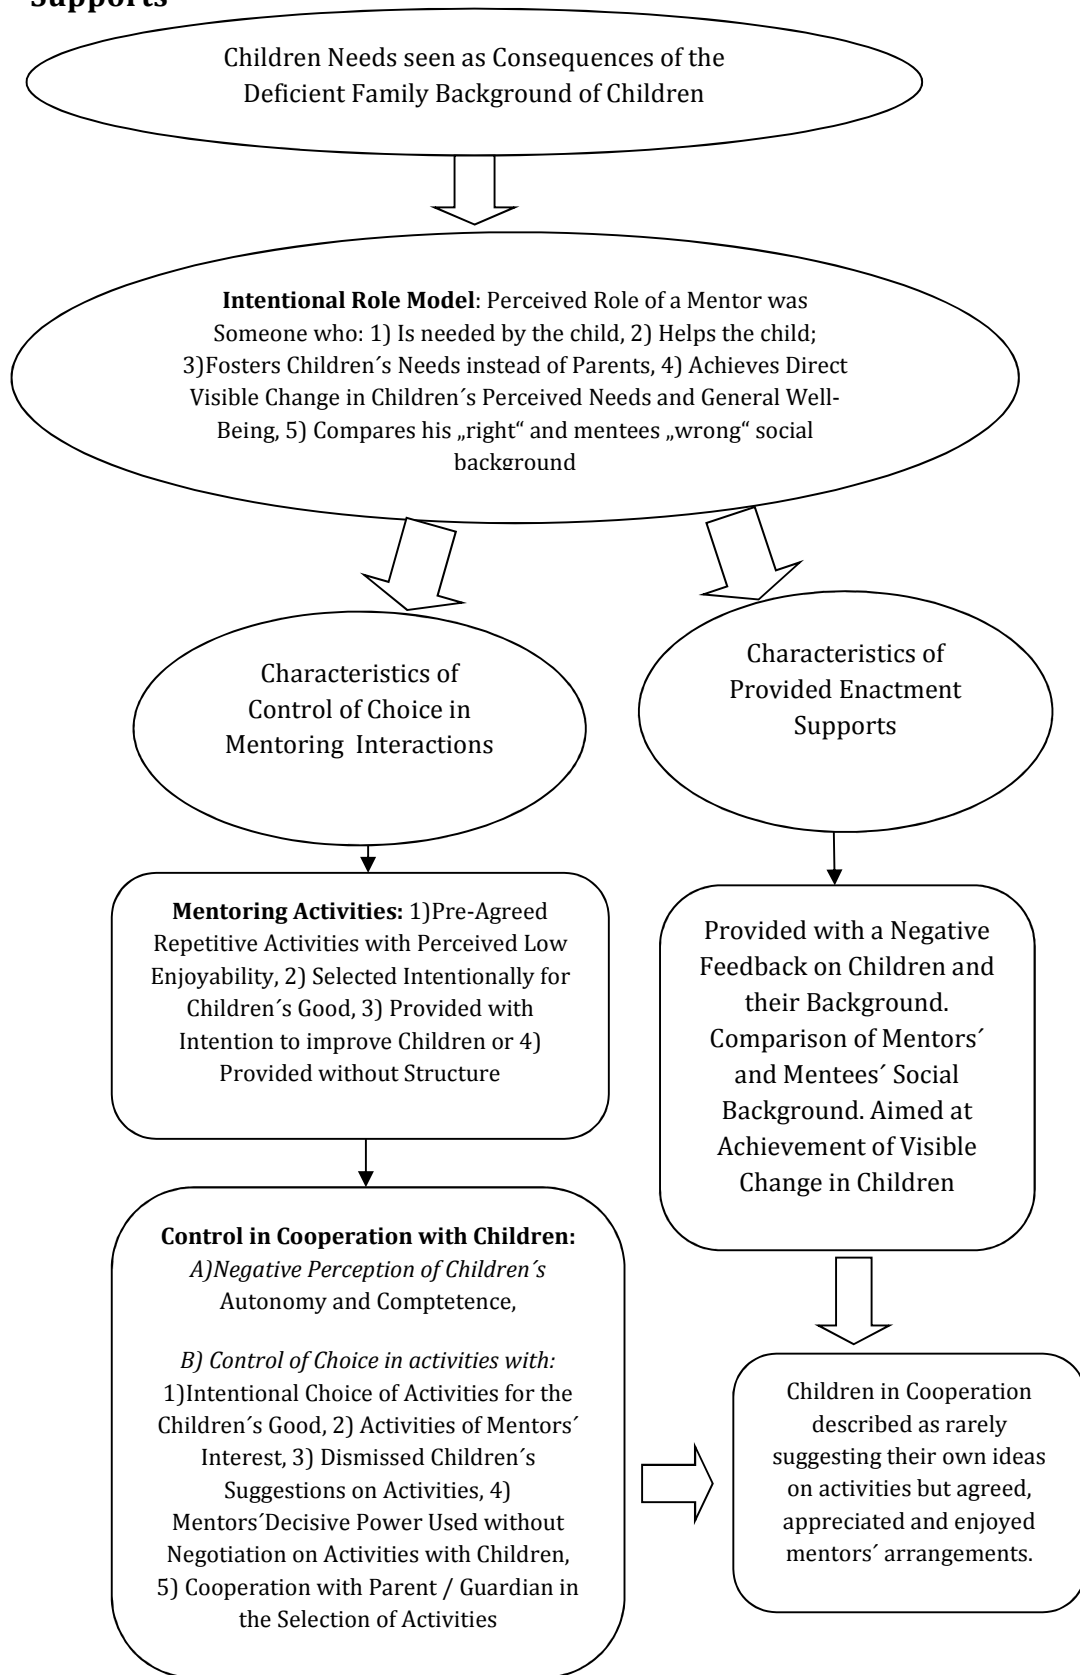 Supports
Children Needs seen as Consequences of the
Deficient Family Background of Children
Intentional Role Model: Perceived Role of a Mentor was
Someone who: 1) Is needed by the child, 2) Helps the child;
3)Fosters Children´s Needs instead of Parents, 4) Achieves Direct
Visible Change in Children´s Perceived Needs and General Well-
Being, 5) Compares his „right“ and mentees „wrong“ social
background
Characteristics of
Control of Choice in
Mentoring Interactions
Characteristics of
Provided Enactment
Supports
Mentoring Activities: 1)Pre-Agreed
Repetitive Activities with Perceived Low
Enjoyability, 2) Selected Intentionally for
Children´s Good, 3) Provided with
Intention to improve Children or 4)
Provided without Structure
Provided with a Negative
Feedback on Children and
their Background.
Comparison of Mentors´
and Mentees´ Social
Background. Aimed at
Achievement of Visible
Change in Children
Control in Cooperation with Children:
A)Negative Perception of Children´s
Autonomy and Comptetence,
B) Control of Choice in activities with:
1)Intentional Choice of Activities for the
Children´s Good, 2) Activities of Mentors´
Interest, 3) Dismissed Children´s
Suggestions on Activities, 4)
Mentors´Decisive Power Used without
Negotiation on Activities with Children,
5) Cooperation with Parent / Guardian in
the Selection of Activities
Children in Cooperation
described as rarely
suggesting their own ideas
on activities but agreed,
appreciated and enjoyed
mentors´ arrangements.